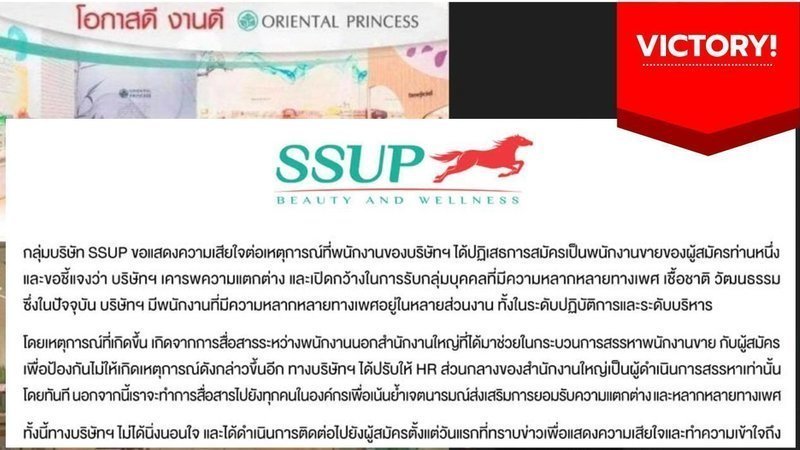 โอกาสดี งานดี ORIENTAL PRINCESS
VICTORY!
ORIENTAL PRINCESS
beneficial
SSUP
BEAUTY AND WELLNESS
กลุ่มบริษัท SSUP ขอแสดงความเสียใจต่อเหตุการณ์ที่พนักงานของบริษัทฯ ได้ปฏิเสธการสมัครเป็นพนักงานขายของผู้สมัครท่านหนึ่ง
และขอชี้แจงว่า บริษัทฯ เคารพความแตกต่าง และเปิดกว้างในการรับกลุ่มบุคคลที่มีความหลากหลายทางเพศ เชื้อชาติ วัฒนธรรม
ซึ่งในปัจจุบัน บริษัทฯ มีพนักงานที่มีความหลากหลายทางเพศอยู่ในหลายส่วนงาน ทั้งในระดับปฏิบัติการและระดับบริหาร
โดยเหตุการณ์ที่เกิดขึ้น เกิดจากการสื่อสารระหว่างพนักงานนอกสำนักงานใหญ่ที่ได้มาช่วยในกระบวนการสรรหาพนักงานขาย กับผู้สมัคร
เพื่อป้องกันไม่ให้เกิดเหตุการณ์ดังกล่าวขึ้นอีก ทางบริษัทฯ ได้ปรับให้ HR ส่วนกลางของสำนักงานใหญ่เป็นผู้ดำเนินการสรรหาเท่านั้น
โดยทันที นอกจากนี้เราจะทำการสื่อสารไปยังทุกคนในองค์กรเพื่อเน้นย้ำเจตนารมณ์ส่งเสริมการยอมรับความแตกต่าง และหลากหลายทางเพศ
ทั้งนี้ทางบริษัทฯ ไม่ได้นิ่งนอนใจ และได้ดำเนินการติดต่อไปยังผู้สมัครตั้งแต่วันแรกที่ทราบข่าวเพื่อแสดงความเสียใจและทำความเข้าใจถึง